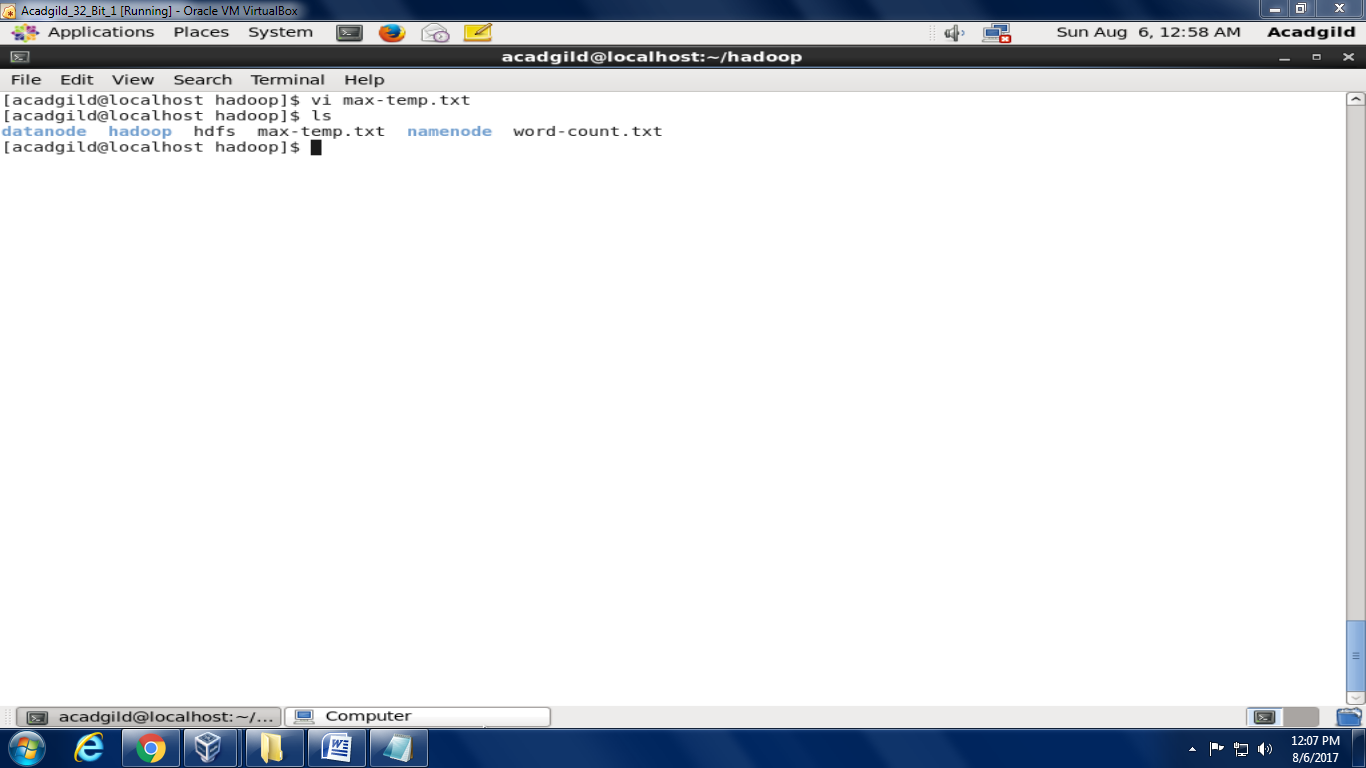 Acadgild_32_Bit_1 [Running] - Oracle VM VirtualBox
Applications Places System Sun Aug 6, 12:58 AM Acadgild
acadgild@localhost:~/hadoop
File Edit View Search Terminal Help
[acadgild@localhost hadoop]$ vi max-temp.txt
[acadgild@localhost hadoop]$ ls
datanode hadoop hdfs max-temp.txt namenode word-count.txt
[acadgild@localhost hadoop]$
acadgild@localhost:~/... Computer
12:07 PM
8/6/2017